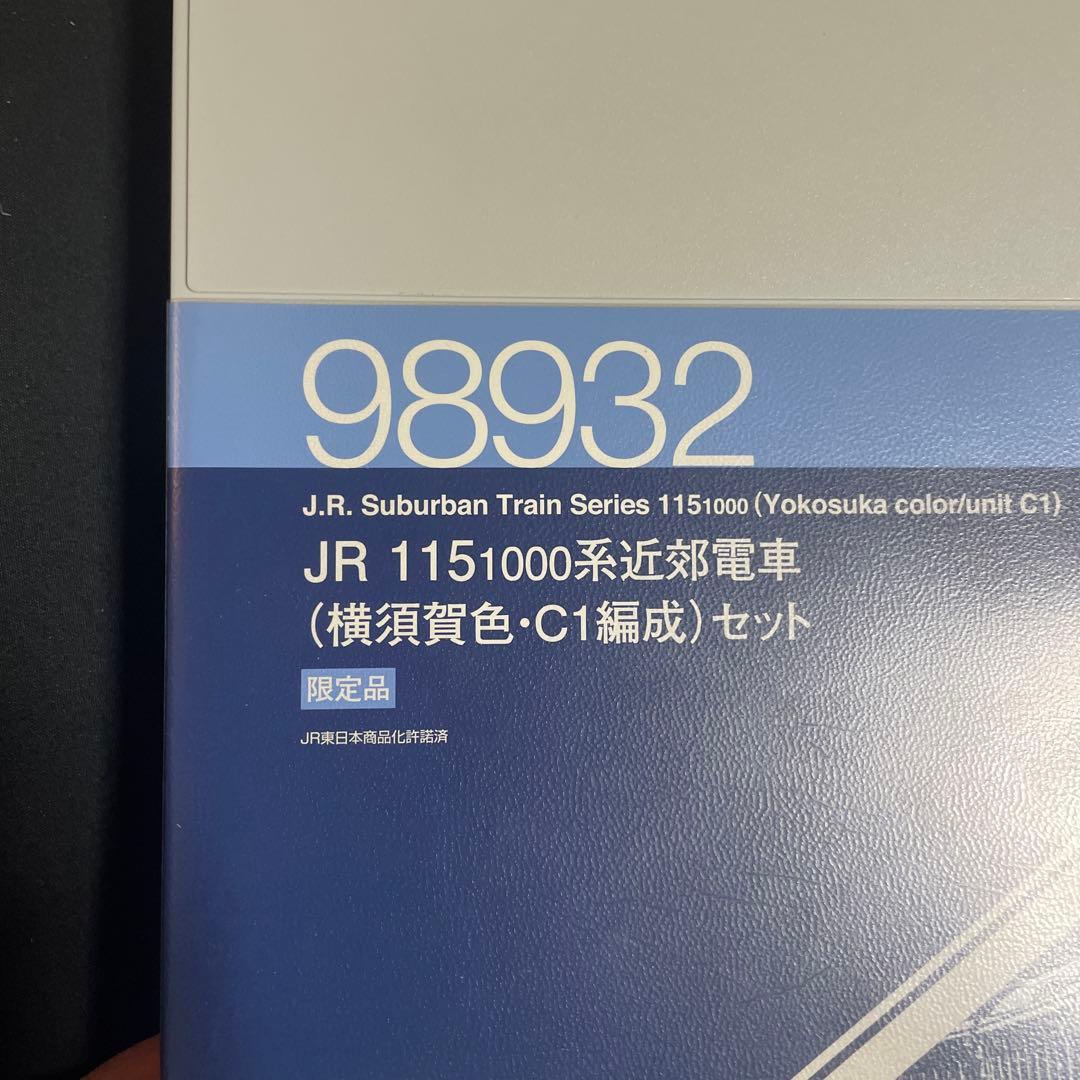 98932
J.R. Suburban Train Series 1151000 (Yokosuka color/unit C1)
JR 1151000系近郊電車
(横須賀色・C1編成)セット
限定品
JR東日本商品化許諾済